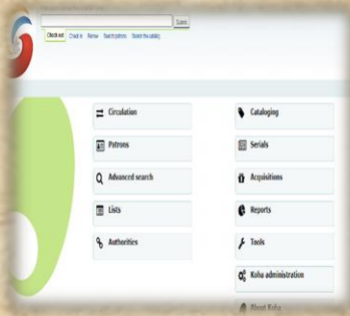 Submit
Check out Check in Renew Search patrons Search the catalog
Circulation
Patrons
Advanced search
Lists
Authorities
Cataloging
Serials
Acquisitions
Reports
Tools
Koha administration
About Koha